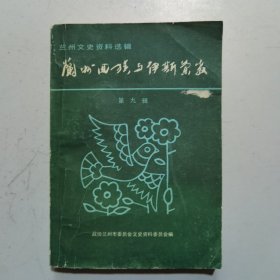 兰州文史资料选辑
兰州回族与伊斯兰教
第九辑
政协兰州市委员会文史资料委员会编